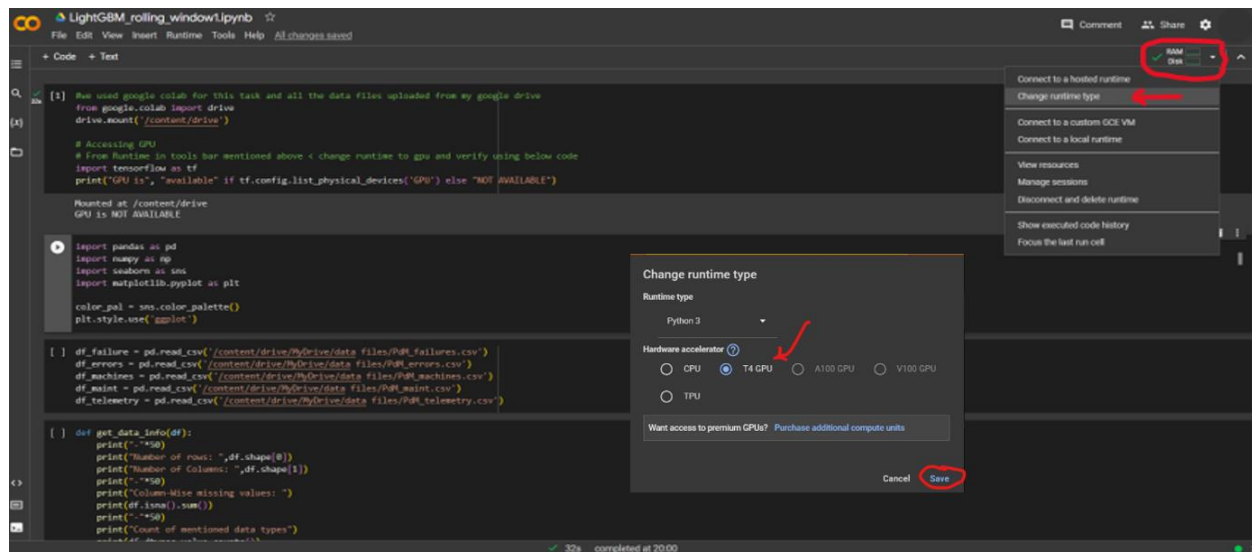 LightGBM_rolling_window1.ipynb
File Edit View Insert Runtime Tools Help All changes saved
Comment Share
+ Code + Text
RAM
Disk
Connect to a hosted runtime
Change runtime type
Connect to a custom GCE VM
Connect to a local runtime
View resources
Manage sessions
Disconnect and delete runtime
Show executed code history
Focus the last run cell
32s
[1] #we used google colab for this task and all the data files uploaded from my google drive
from google.colab import drive
drive.mount('/content/drive')
# Accessing GPU
# From Runtime in tools bar mentioned above < change runtime to gpu and verify using below code
import tensorflow as tf
print("GPU is", "available" if tf.config.list_physical_devices('GPU') else "NOT AVAILABLE")
Mounted at /content/drive
GPU is NOT AVAILABLE
import pandas as pd
import numpy as np
import seaborn as sns
import matplotlib.pyplot as plt
color_pal = sns.color_palette()
plt.style.use('ggplot')
[ ] df_failure = pd.read_csv('/content/drive/MyDrive/data files/PdM_failures.csv')
df_errors = pd.read_csv('/content/drive/MyDrive/data files/PdM_errors.csv')
df_machines = pd.read_csv('/content/drive/MyDrive/data files/PdM_machines.csv')
df_maint = pd.read_csv('/content/drive/MyDrive/data files/PdM_maint.csv')
df_telemetry = pd.read_csv('/content/drive/MyDrive/data files/PdM_telemetry.csv')
[ ] def get_data_info(df):
print("-"*50)
print("Number of rows: ",df.shape[0])
print("Number of Columns: ",df.shape[1])
print("-"*50)
print("Column-Wise missing values: ")
print(df.isna().sum())
print("-"*50)
print("Count of mentioned data types")
Change runtime type
Runtime type
Python 3
Hardware accelerator
CPU T4 GPU A100 GPU V100 GPU
TPU
Want access to premium GPUs? Purchase additional compute units
Cancel Save
32s completed at 20:00